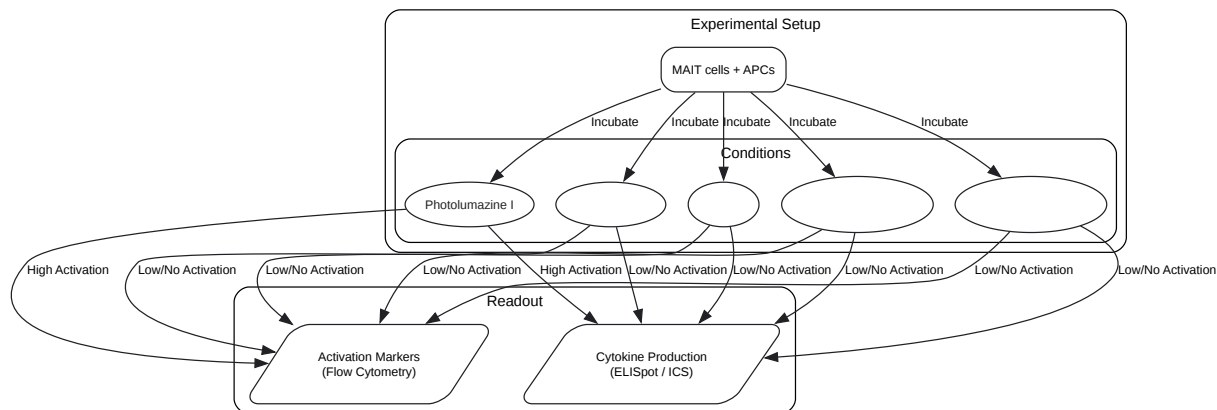 Experimental Setup
MAIT cells + APCs
Incubate
Incubate
Incubate
Incubate
Incubate
Conditions
Photolumazine I
High Activation
Low/No Activation
Low/No Activation
Low/No Activation
High Activation
Low/No Activation
Low/No Activation
Low/No Activation
Low/No Activation
Low/No Activation
Readout
Activation Markers
(Flow Cytometry)
Cytokine Production
(ELISpot / ICS)